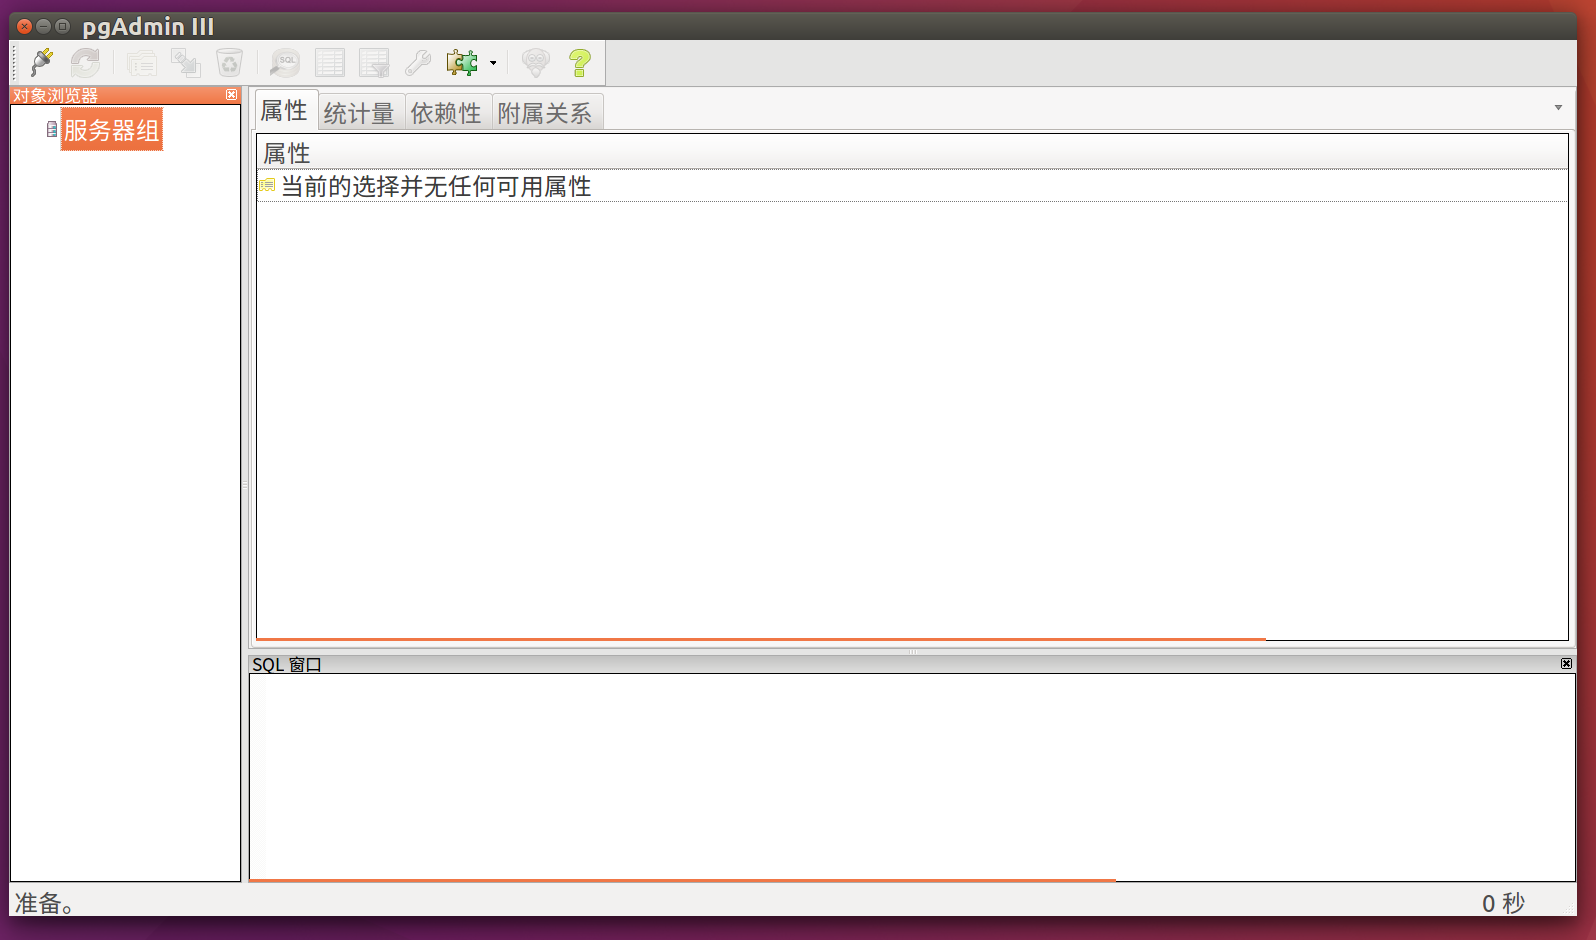 pgAdmin III
对象浏览器
服务器组
属性 统计量 依赖性 附属关系
属性
当前的选择并无任何可用属性
SQL 窗口
准备。 0 秒